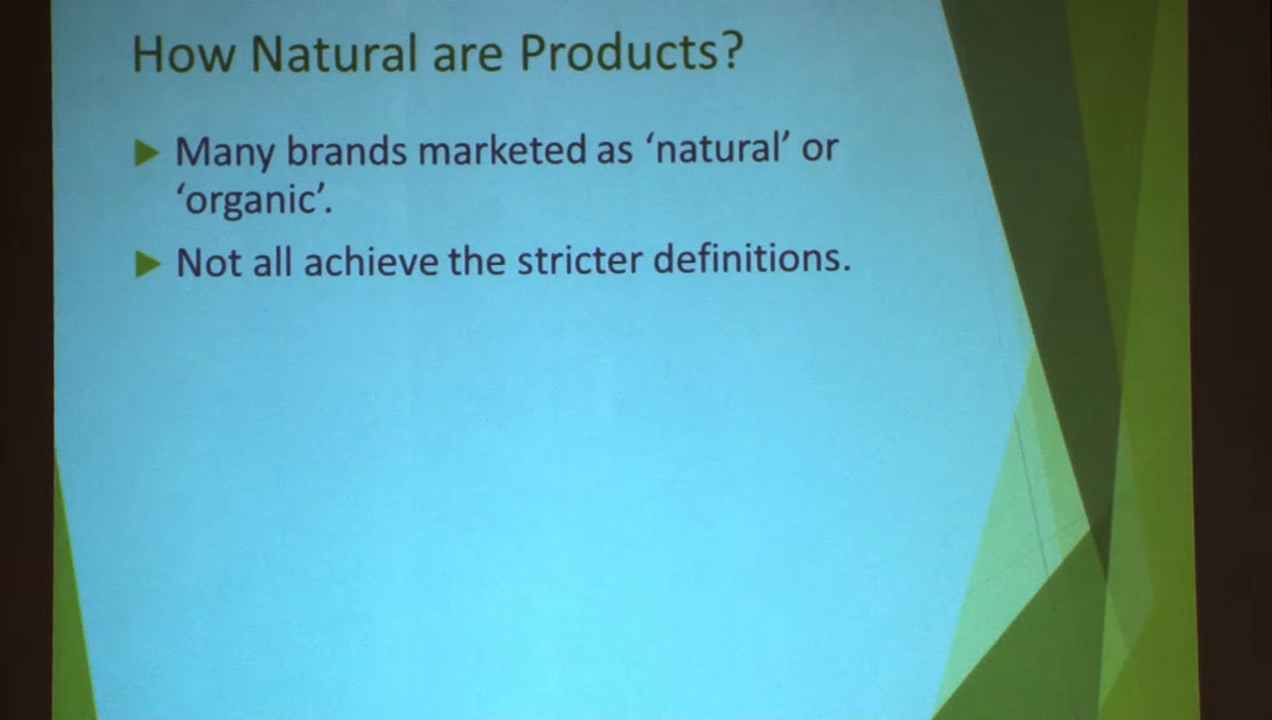 How Natural are Products?
Many brands marketed as ‘natural’ or
‘organic’.
Not all achieve the stricter definitions.